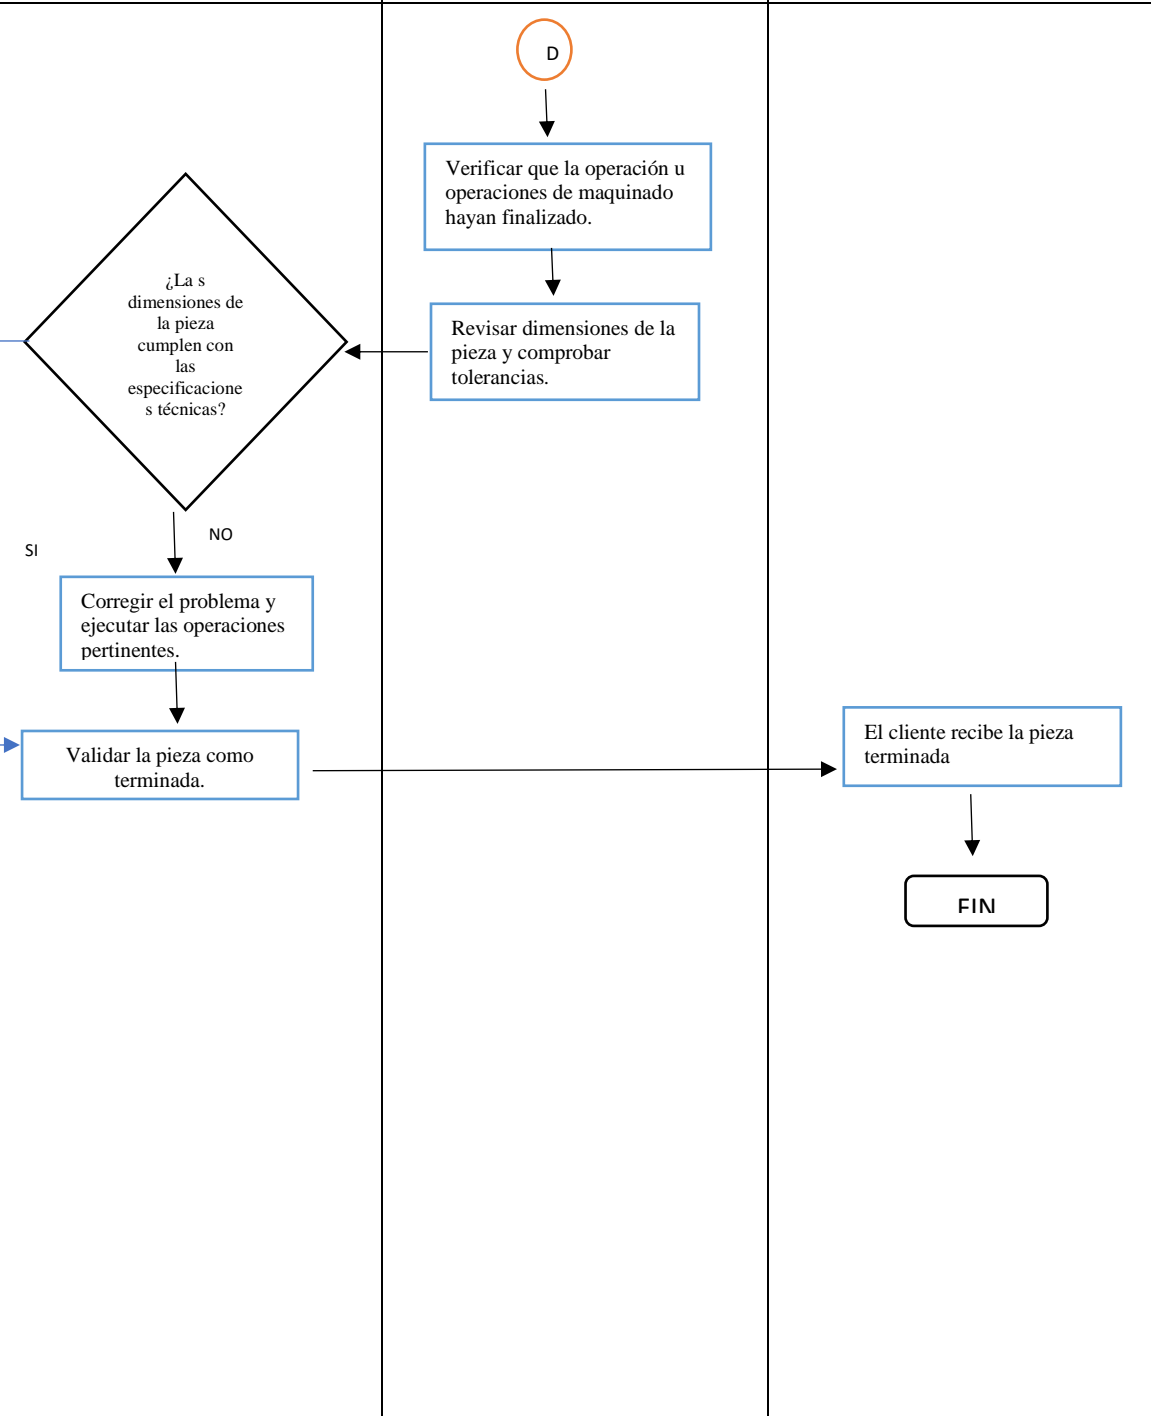 D
Verificar que la operación u
operaciones de maquinado
hayan finalizado.
Revisar dimensiones de la
pieza y comprobar
tolerancias.
¿La s
dimensiones de
la pieza
cumplen con
las
especificacione
s técnicas?
NO
SI
Corregir el problema y
ejecutar las operaciones
pertinentes.
Validar la pieza como
terminada.
El cliente recibe la pieza
terminada
FIN